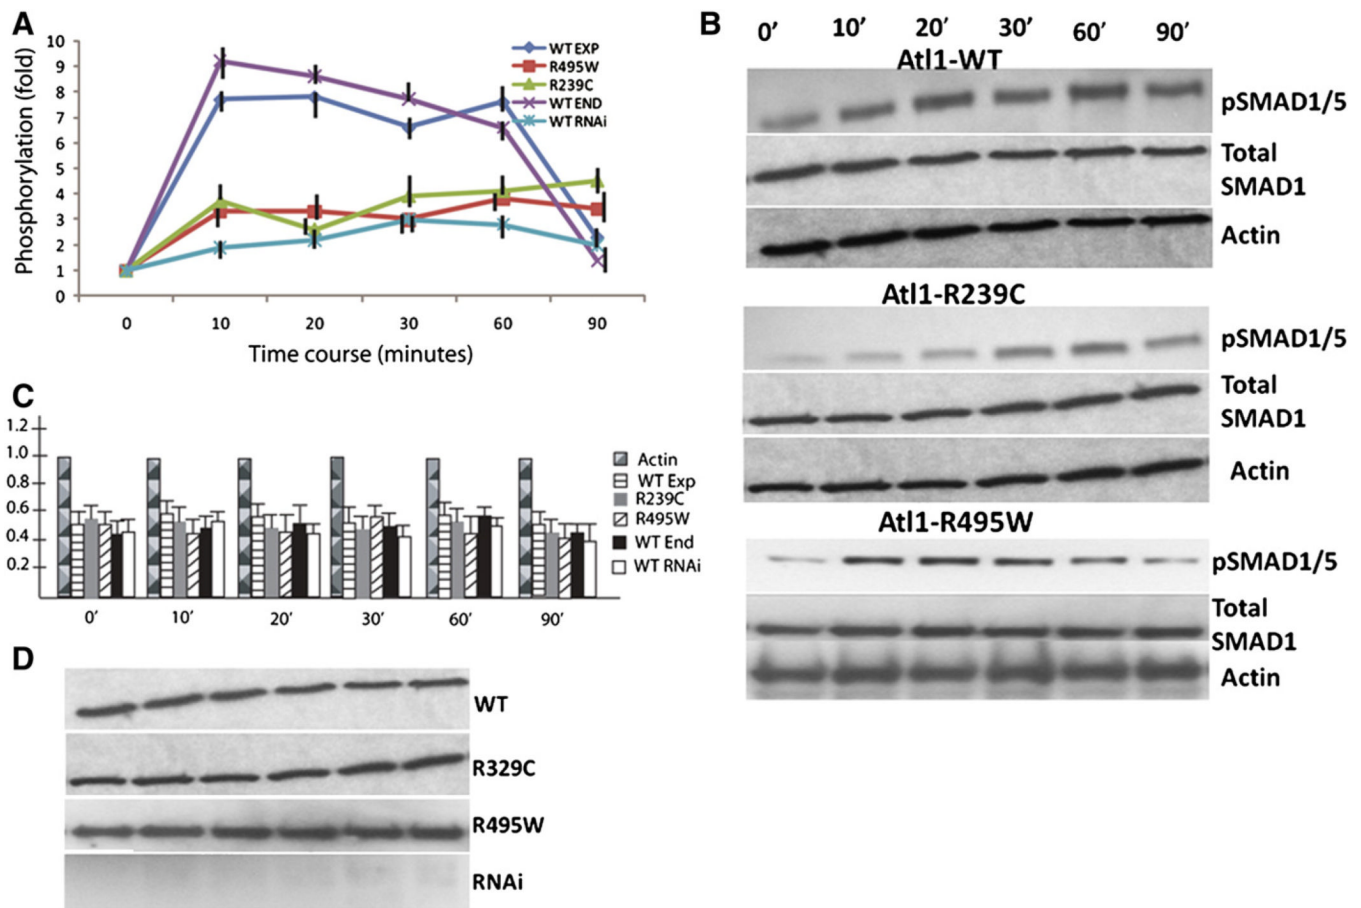 A
10
9
8
7
6
5
4
3
2
1
0
Phosphorylation (fold)
WT EXP
R495W
R239C
WT END
WT RNAi
0 10 20 30 60 90
Time course (minutes)
B
0’ 10’ 20’ 30’ 60’ 90’
Atl1-WT
pSMAD1/5
Total
SMAD1
Actin
Atl1-R239C
pSMAD1/5
Total
SMAD1
Actin
Atl1-R495W
pSMAD1/5
Total
SMAD1
Actin
C
1.2
1.0
0.8
0.6
0.4
0.2
Actin
WT Exp
R239C
R495W
WT End
WT RNAi
0’ 10’ 20’ 30’ 60’ 90’
D
WT
R329C
R495W
RNAi